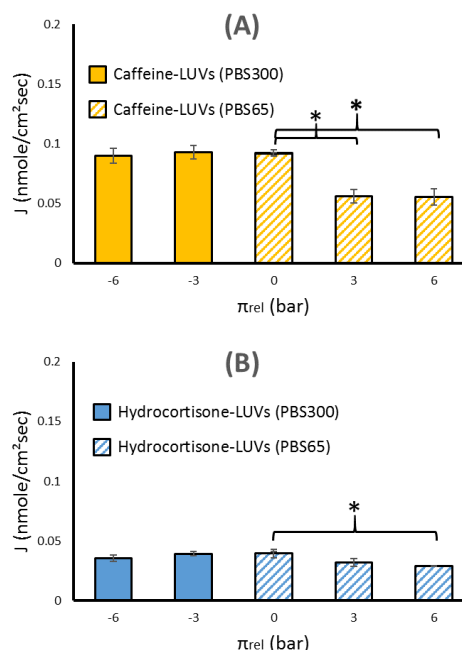 (A)
0.2
0.15
0.1
0.05
0
J (nmole/cm²sec)
Caffeine-LUVs (PBS300)
Caffeine-LUVs (PBS65)
*
*
-6 -3 0 3 6
πrel (bar)
(B)
0.2
0.15
0.1
0.05
0
J (nmole/cm²sec)
Hydrocortisone-LUVs (PBS300)
Hydrocortisone-LUVs (PBS65)
*
-6 -3 0 3 6
πrel (bar)